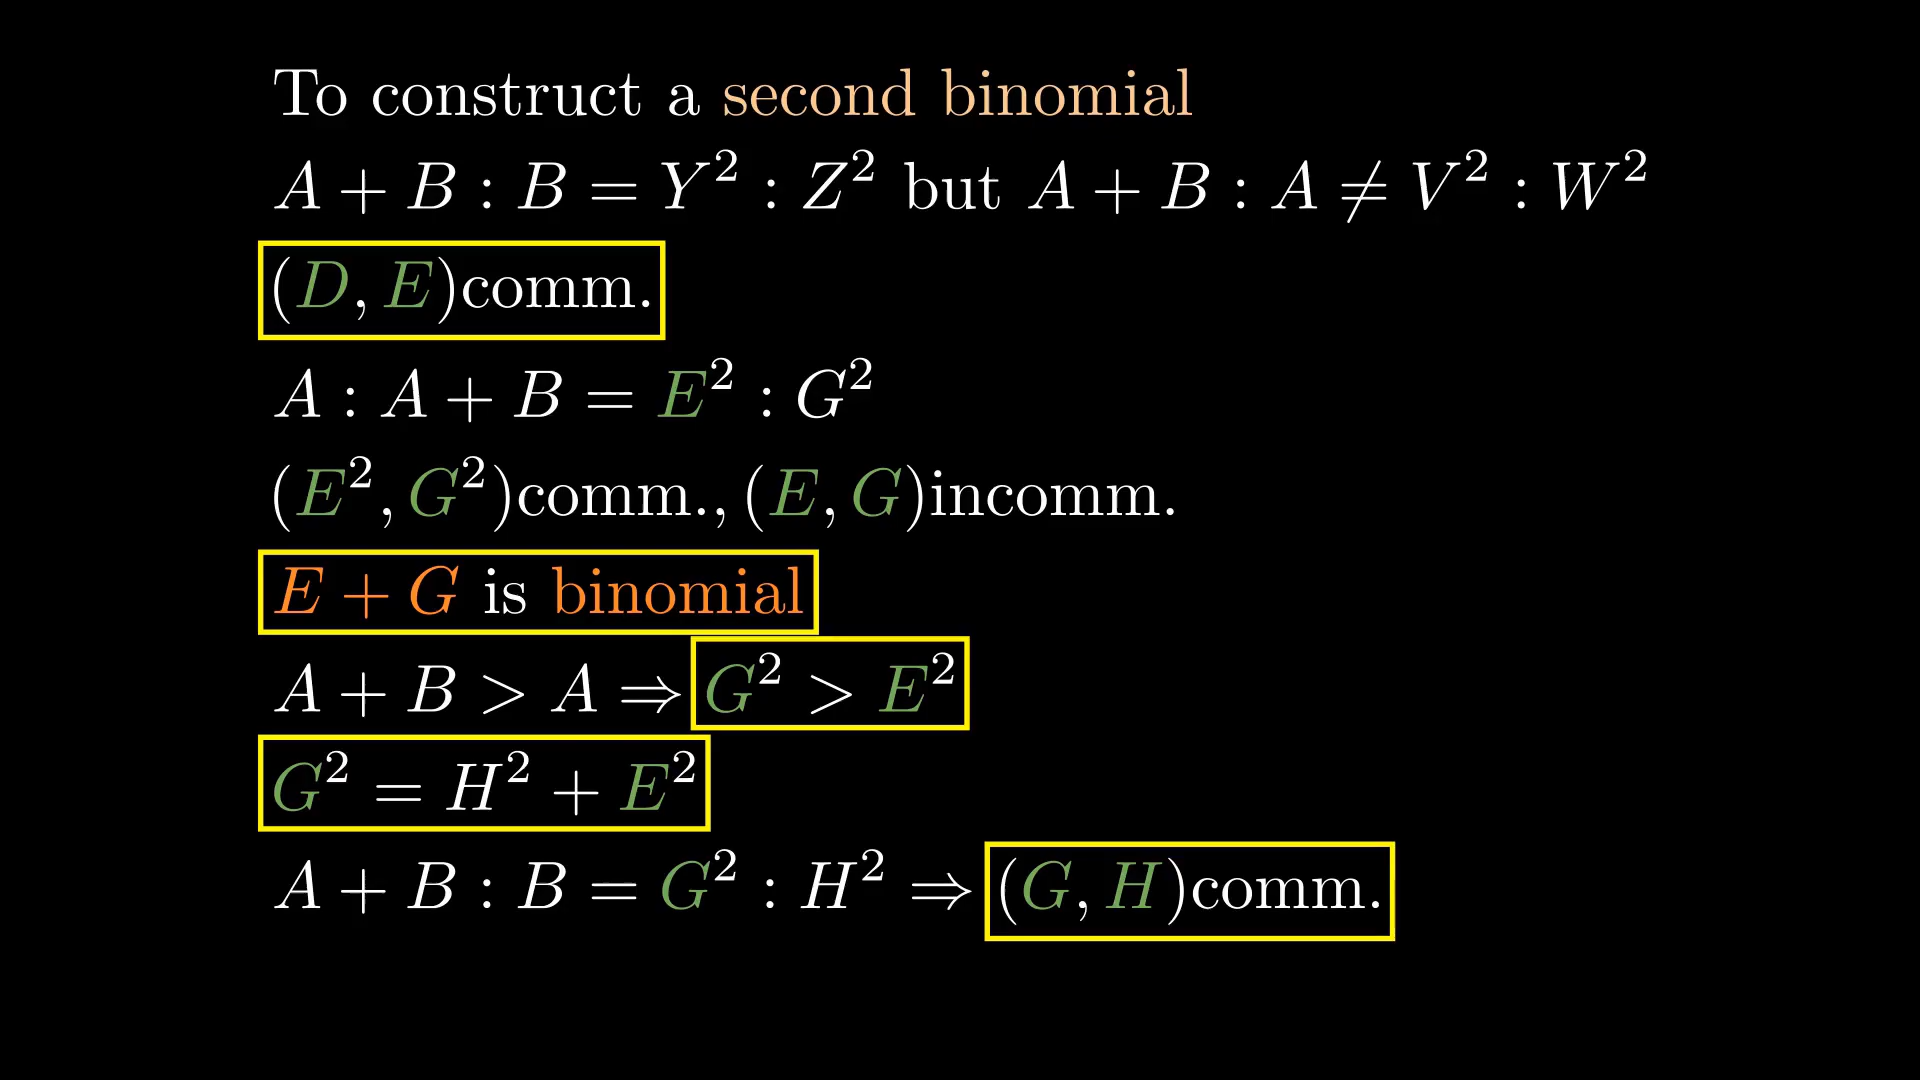 To construct a second binomial
A + B : B = Y² : Z² but A + B : A ≠ V² : W²
(D, E)comm.
A : A + B = E² : G²
(E², G²)comm., (E, G)incomm.
E + G is binomial
A + B > A ⇒ G² > E²
G² = H² + E²
A + B : B = G² : H² ⇒ (G, H)comm.